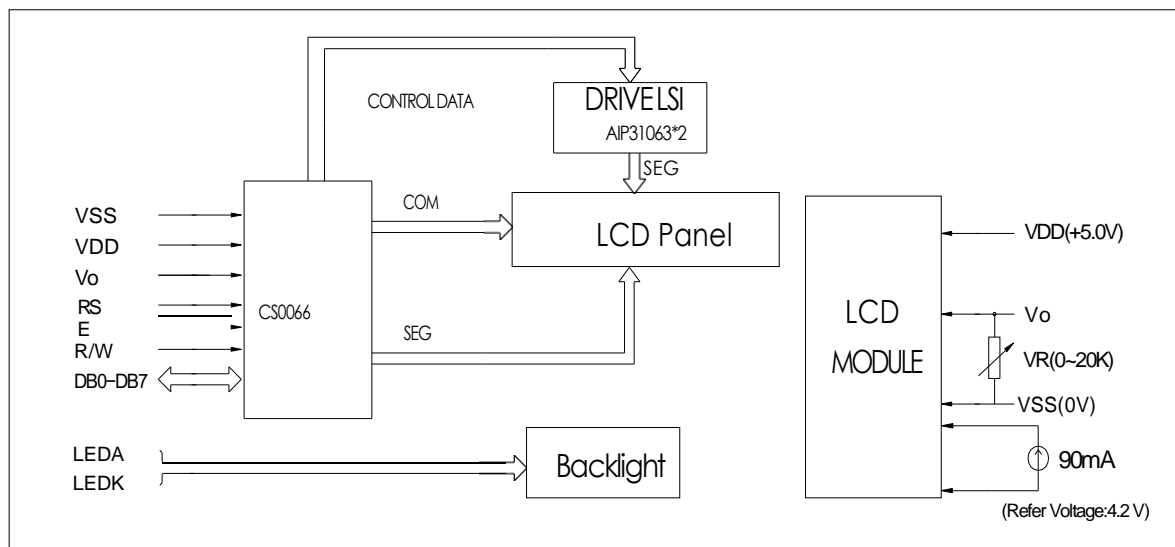 CONTROL DATA
DRIVE LSI
AIP31063*2
SEG
COM
LCD Panel
VSS
VDD
Vo
RS
E
R/W
DB0-DB7
CS0066
SEG
LEDA
LEDK
Backlight
LCD
MODULE
VDD(+5.0V)
Vo
VR(0~20K)
VSS(0V)
90mA
(Refer Voltage:4.2 V)